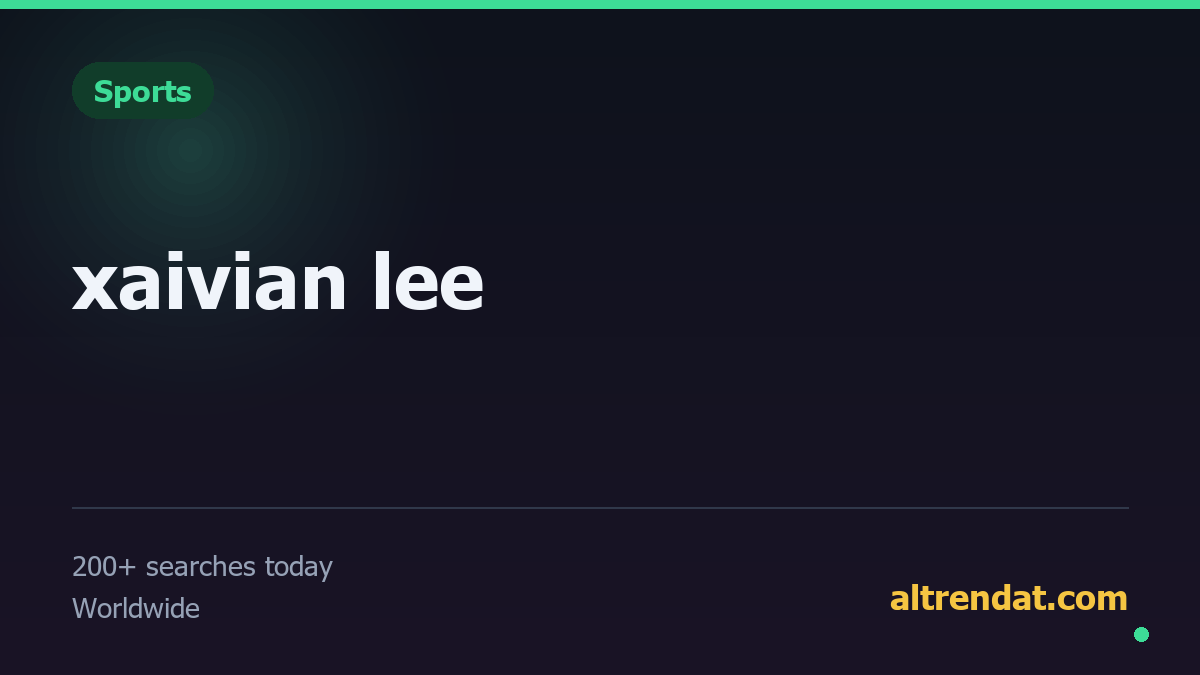 Sports
xaivian lee
200+ searches today
Worldwide
altrendat.com